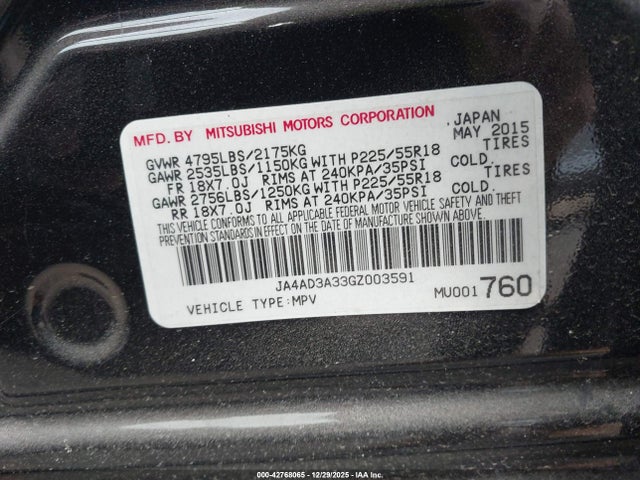 MFD. BY MITSUBISHI MOTORS CORPORATION JAPAN
GVWR 4795LBS/2175KG MAY 2015
GAWR 2535LBS/1150KG WITH P225/55R18 TIRES
FR 18X7.0J RIMS AT 240KPA/35PSI COLD.
GAWR 2756LBS/1250KG WITH P225/55R18 TIRES
RR 18X7.0J RIMS AT 240KPA/35PSI COLD.
THIS VEHICLE CONFORMS TO ALL APPLICABLE FEDERAL MOTOR VEHICLE SAFETY AND THEFT
PREVENTION STANDARDS IN EFFECT ON THE DATE OF MANUFACTURE SHOWN ABOVE.
JA4AD3A33GZ003591
VEHICLE TYPE:MPV MU001760
000-42768065 - 12/29/2025 - IAA Inc.